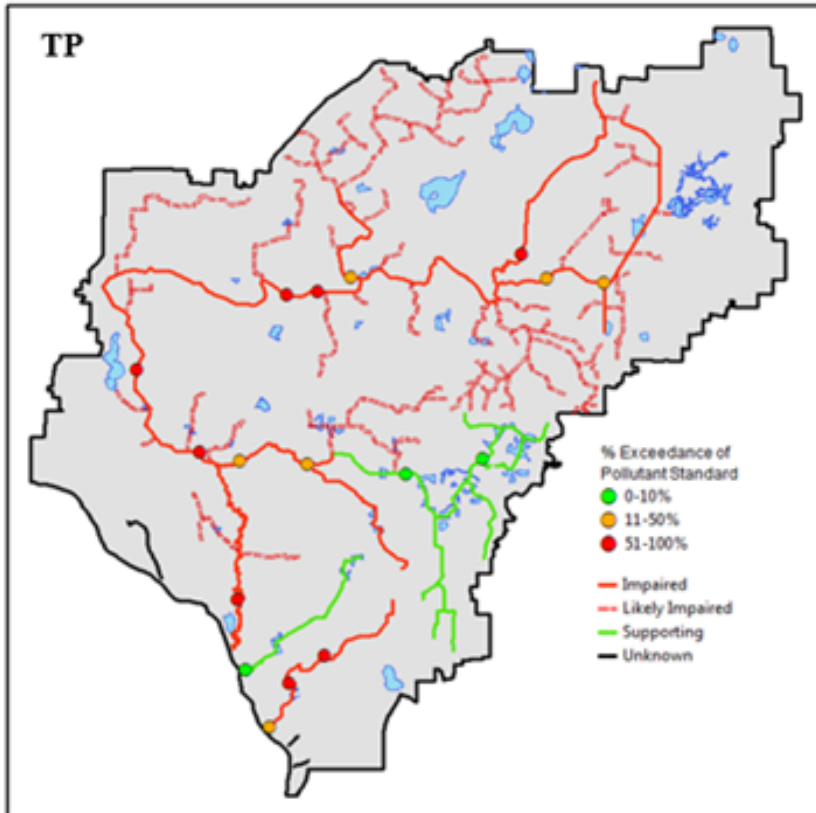 TP
% Exceedance of
Pollutant Standard
0-10%
11-50%
51-100%
Impaired
Likely Impaired
Supporting
Unknown